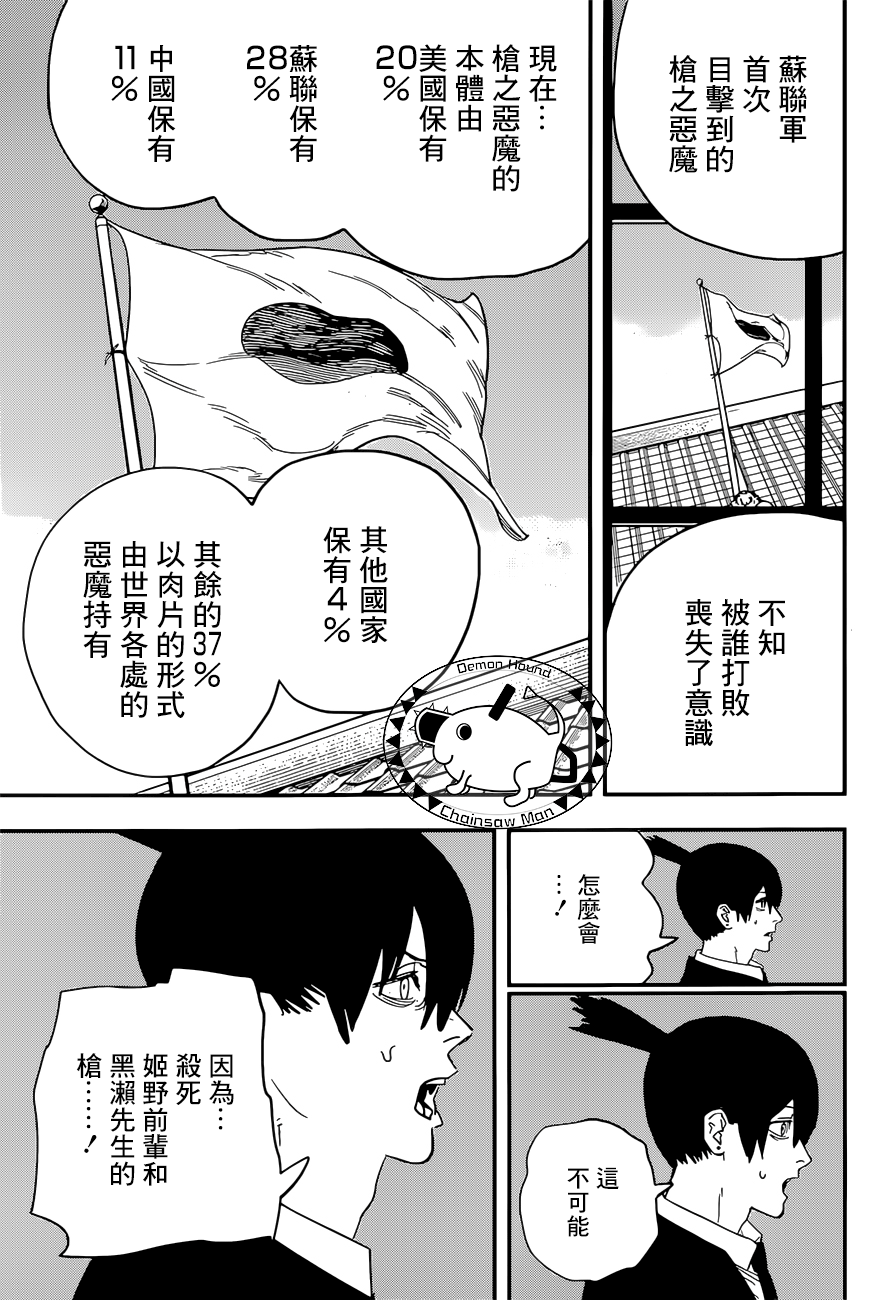 蘇聯軍
首次
目擊到的
槍之惡魔
不知
被誰打敗
喪失了意識
現在…
槍之惡魔的
本體由
美國保有
20%
蘇聯保有
28%
中國保有
11%
其他國家
保有4%
其餘的37%
以肉片的形式
由世界各處的
惡魔持有
Demon Hound
Chainsaw Man
怎麼會
…！
這
不可能
因為…
殺死
姬野前輩和
黑瀨先生的
槍……！